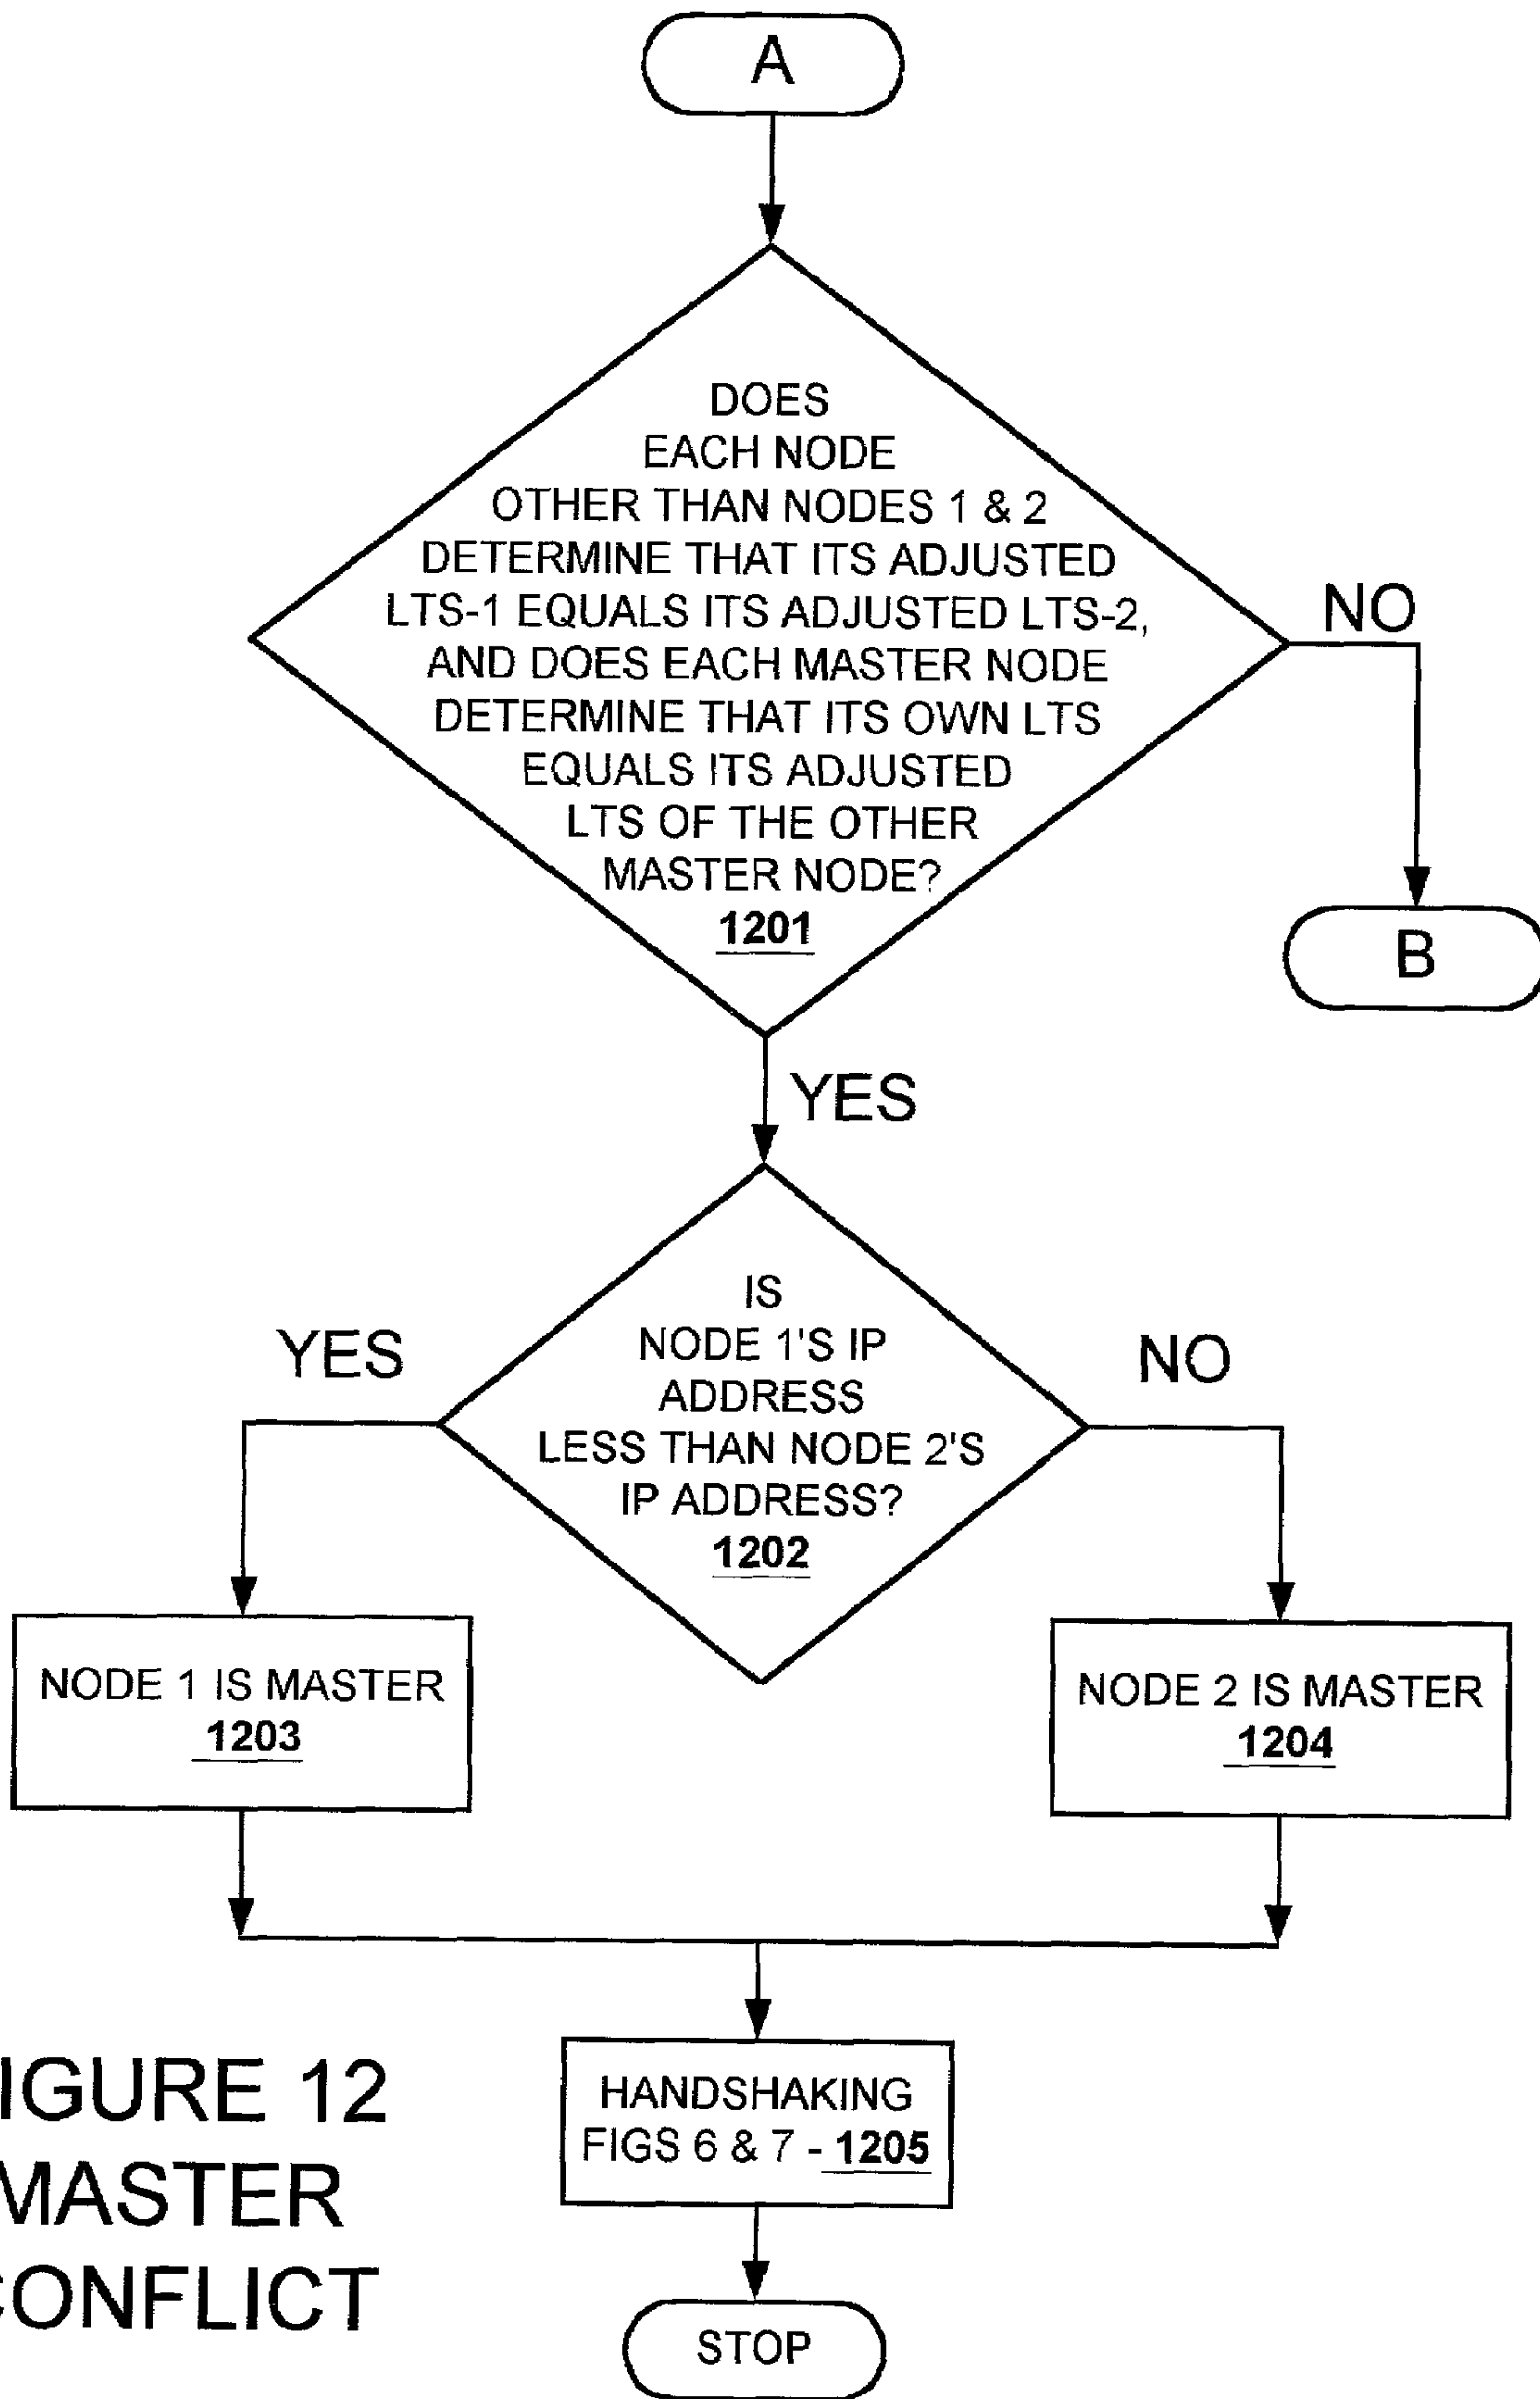 A
DOES
EACH NODE
OTHER THAN NODES 1 & 2
DETERMINE THAT ITS ADJUSTED
LTS-1 EQUALS ITS ADJUSTED LTS-2,
AND DOES EACH MASTER NODE
DETERMINE THAT ITS OWN LTS
EQUALS ITS ADJUSTED
LTS OF THE OTHER
MASTER NODE?
1201
NO
B
YES
IS
NODE 1'S IP
ADDRESS
LESS THAN NODE 2'S
IP ADDRESS?
1202
YES
NO
NODE 1 IS MASTER
1203
NODE 2 IS MASTER
1204
HANDSHAKING
FIGS 6 & 7 - 1205
STOP
IGURE 12
MASTER
CONFLICT